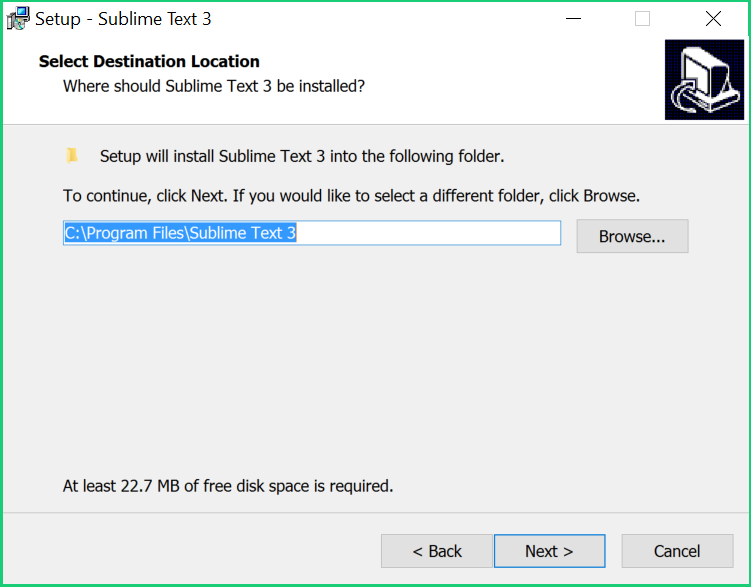 Setup - Sublime Text 3
Select Destination Location
Where should Sublime Text 3 be installed?
Setup will install Sublime Text 3 into the following folder.
To continue, click Next. If you would like to select a different folder, click Browse.
C:\Program Files\Sublime Text 3
Browse...
At least 22.7 MB of free disk space is required.
< Back
Next >
Cancel